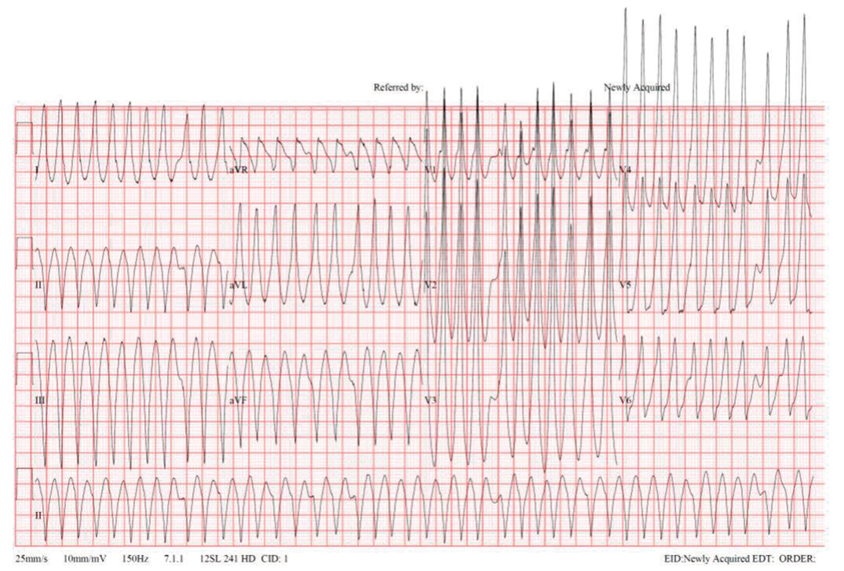 Referred by: Newly Acquired
I aVR V1 V4
II aVL V2 V5
III aVF V3 V6
II
25mm/s 10mm/mV 150Hz 7.1.1 12SL 241 HD CID: 1 EID:Newly Acquired EDT: ORDER: